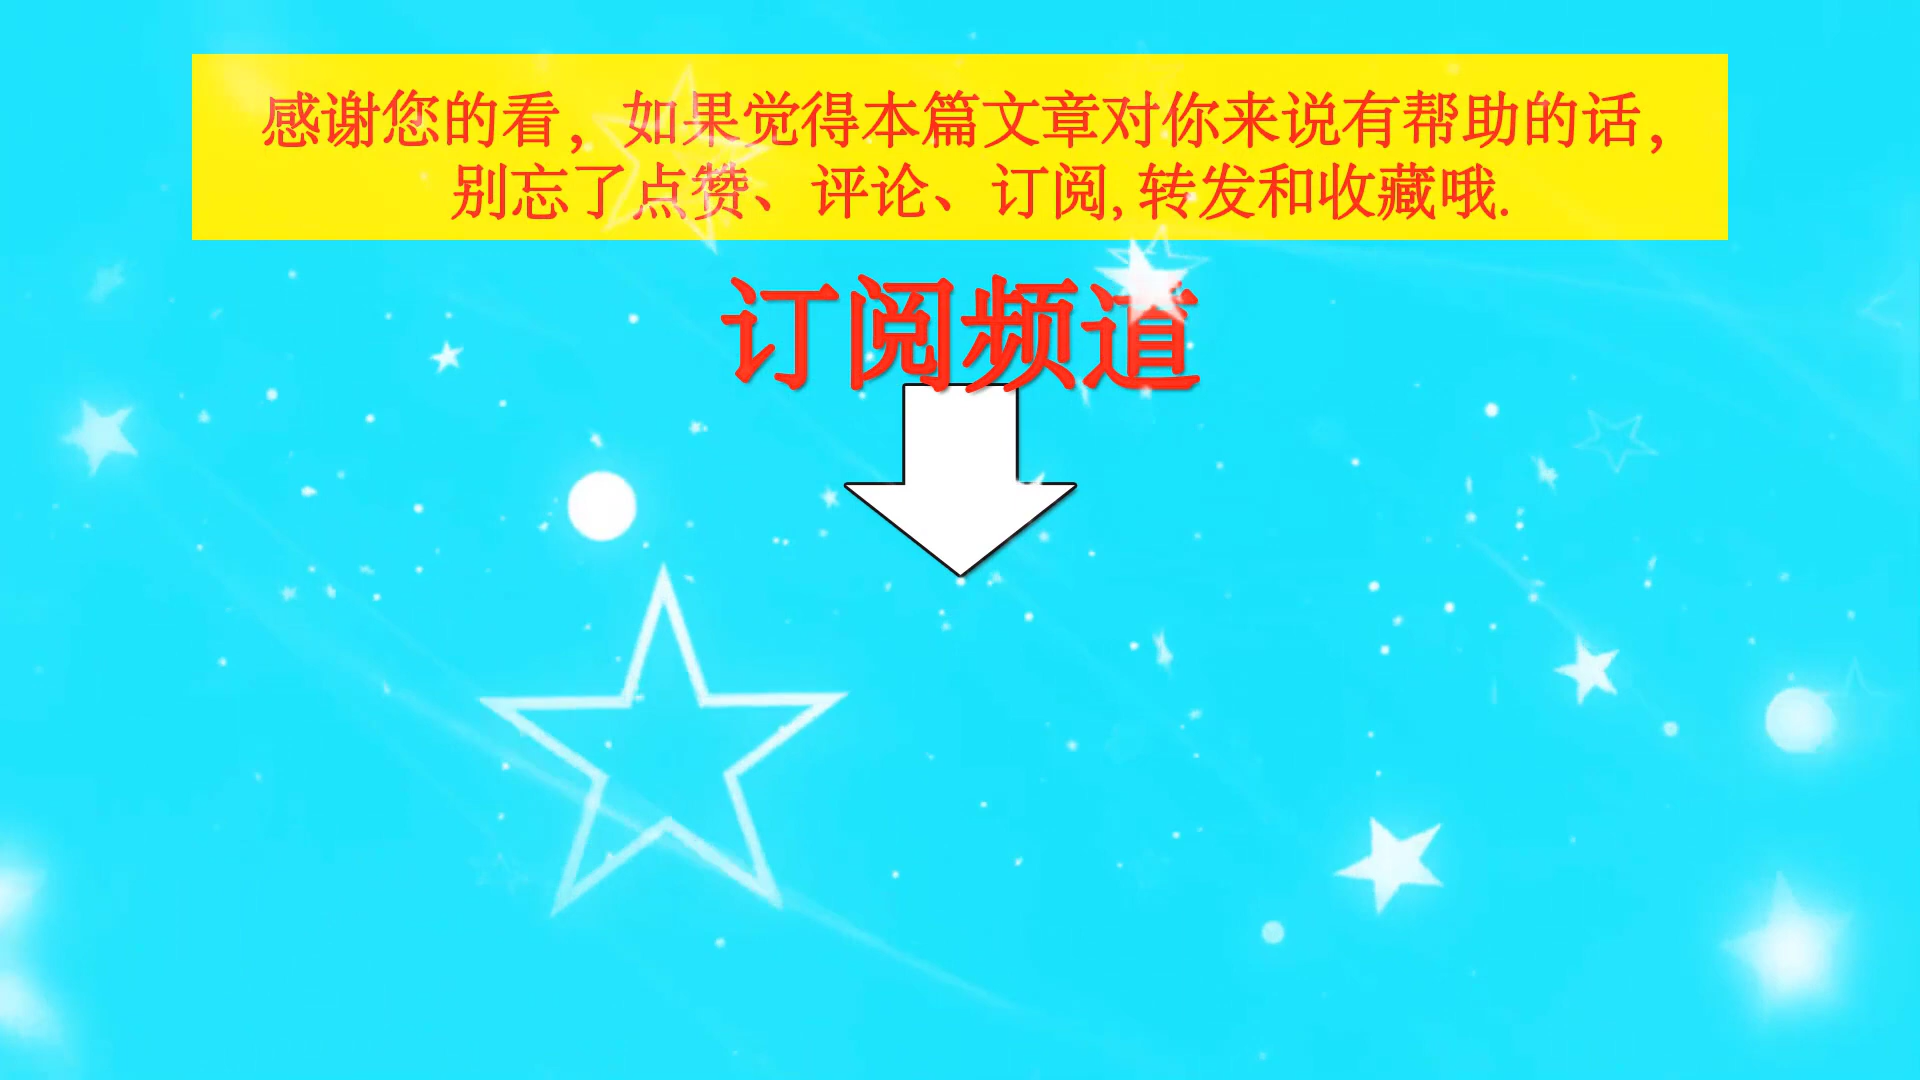 感谢您的看，如果觉得本篇文章对你来说有帮助的话，
别忘了点赞、评论、订阅,转发和收藏哦.
订阅频道